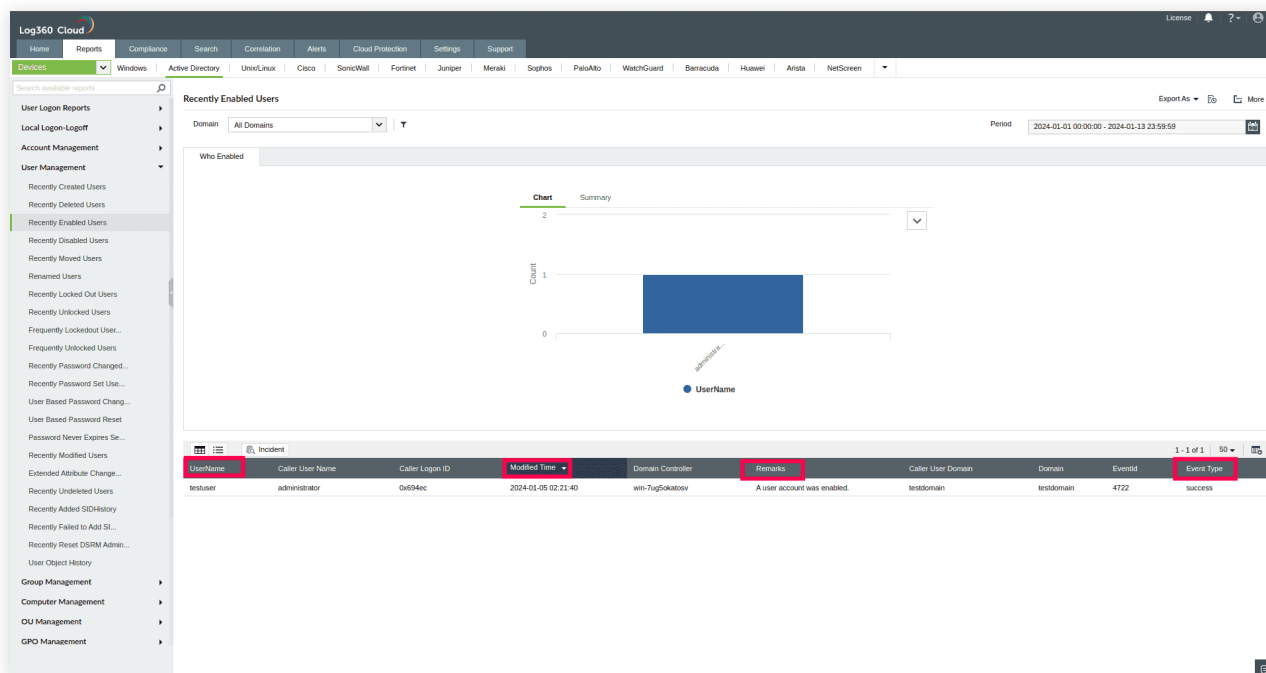 License ?
Log360 Cloud
Home Reports Compliance Search Correlation Alerts Cloud Protection Settings Support
Devices Windows Active Directory Unix/Linux Cisco SonicWall Fortinet Juniper Meraki Sophos PaloAlto WatchGuard Barracuda Huawei Arista NetScreen
Search available reports
User Logon Reports
Local Logon-Logoff
Account Management
User Management
Recently Created Users
Recently Deleted Users
Recently Enabled Users
Recently Disabled Users
Recently Moved Users
Renamed Users
Recently Locked Out Users
Recently Unlocked Users
Frequently Lockedout User...
Frequently Unlocked Users
Recently Password Changed...
Recently Password Set Use...
User Based Password Chang...
User Based Password Reset
Password Never Expires Se...
Recently Modified Users
Extended Attribute Change...
Recently Undeleted Users
Recently Added SIDHistory
Recently Failed to Add SI...
Recently Reset DSRM Admin...
User Object History
Group Management
Computer Management
OU Management
GPO Management
Recently Enabled Users Export As More
Domain All Domains Period 2024-01-01 00:00:00 - 2024-01-13 23:59:59
Who Enabled
Chart Summary
2
Count
1
0
administra...
UserName
Incident 1 - 1 of 1 50
UserName Caller User Name Caller Logon ID Modified Time Domain Controller Remarks Caller User Domain Domain EventId Event Type
testuser administrator 0x694ec 2024-01-05 02:21:40 win-7ug5okatosv A user account was enabled. testdomain testdomain 4722 success